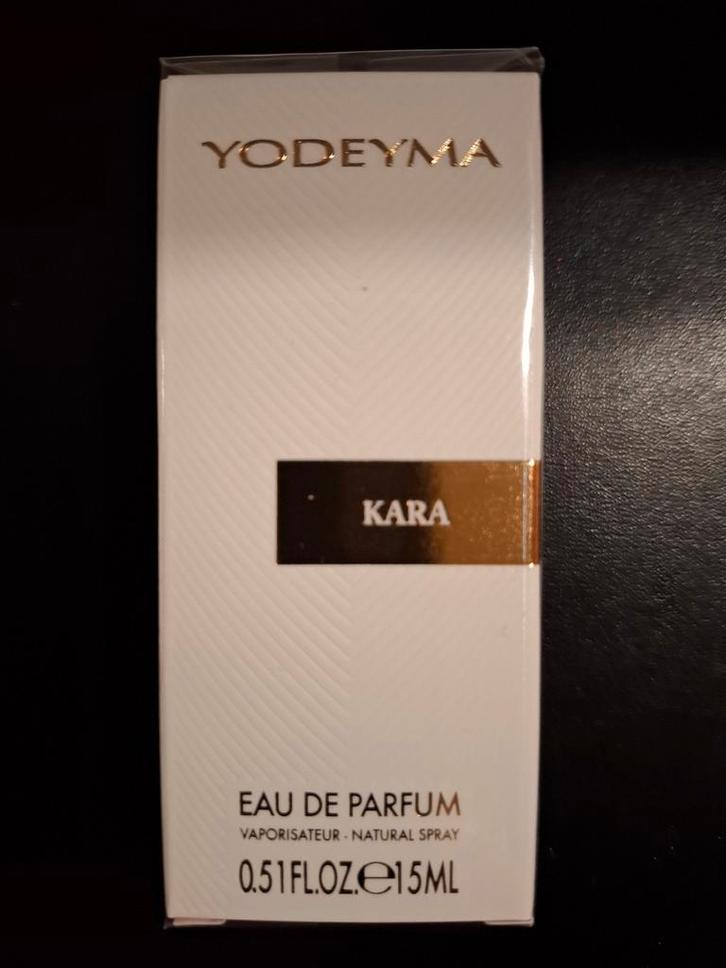 YODEYMA
KARA
EAU DE PARFUM
VAPORISATEUR - NATURAL SPRAY
0.51FL.OZ.℮15ML